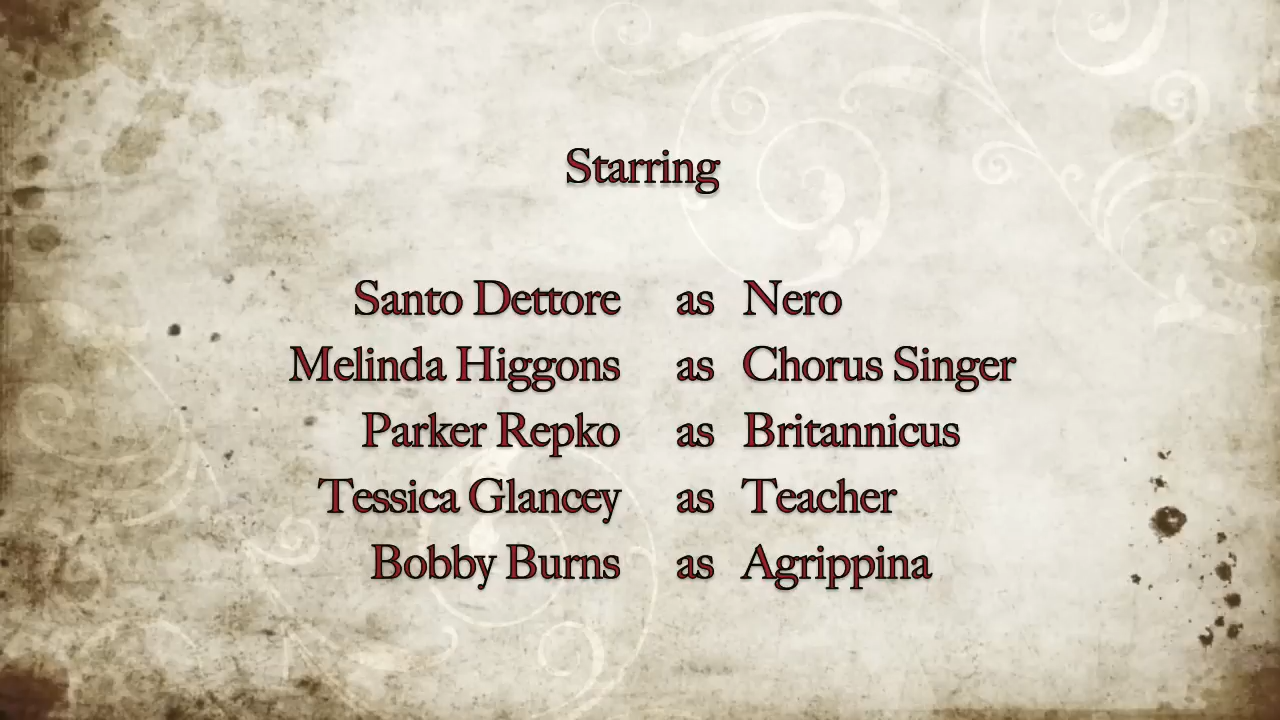 Starring
Santo Dettore as Nero
Melinda Higgons as Chorus Singer
Parker Repko as Britannicus
Tessica Glancey as Teacher
Bobby Burns as Agrippina